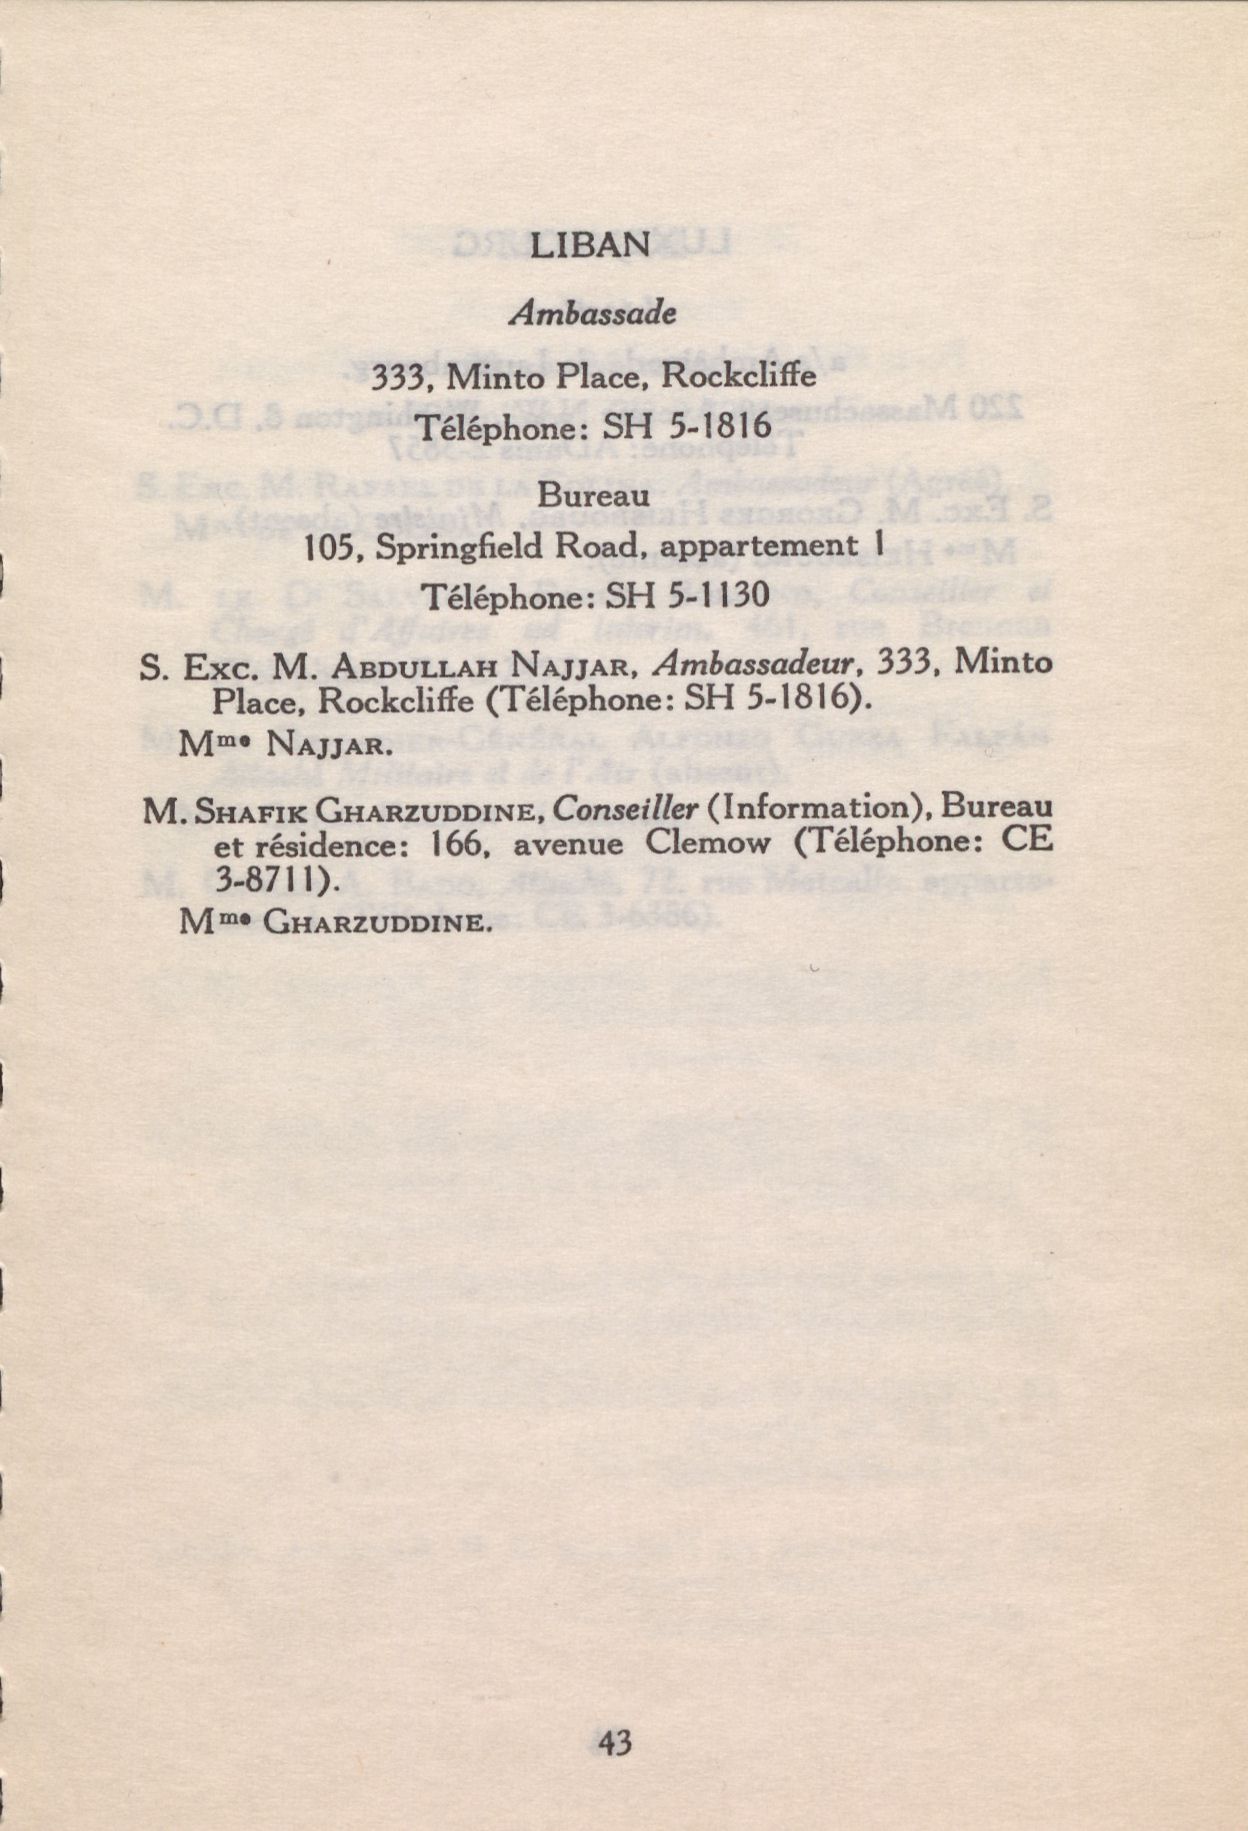 LIBAN
Ambassade
333, Minto Place, Rockcliffe
Téléphone: SH 5-1816
Bureau
105, Springfield Road, appartement 1
Téléphone: SH 5-1130
S. Exc. M. Abdullah Najjar, Ambassadeur, 333, Minto
Place, Rockcliffe (Téléphone: SH 5-1816).
Mme Najjar.
M. Shafik Gharzuddine, Conseiller (Information), Bureau
et résidence: 166, avenue Clemow (Téléphone: CE
3-8711).
Mme Gharzuddine.
43